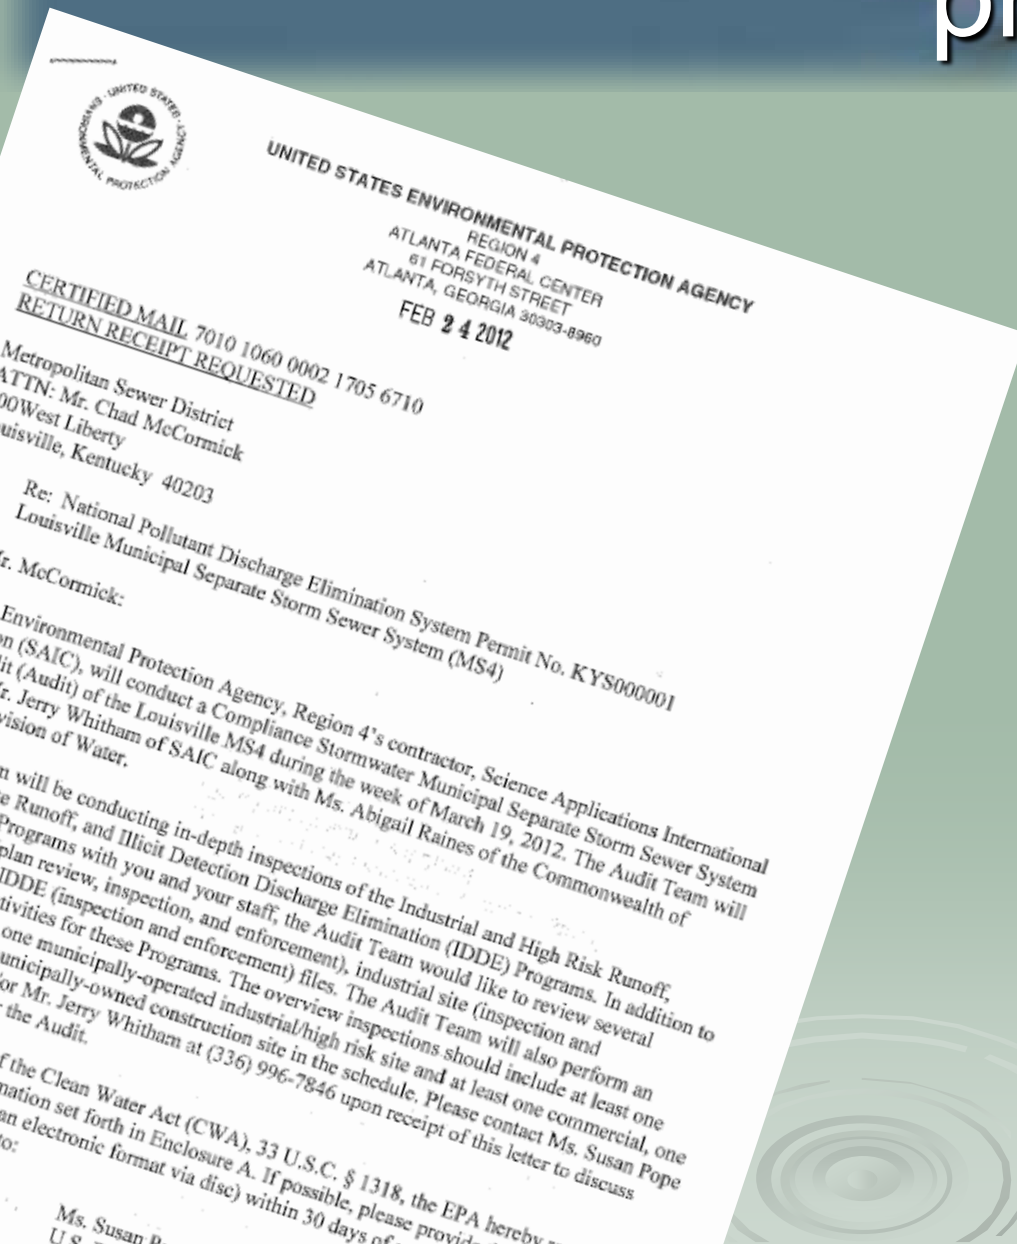 pr
UNITED STATES ENVIRONMENTAL PROTECTION AGENCY
UNITED STATES ENVIRONMENTAL PROTECTION AGENCY
REGION 4
ATLANTA FEDERAL CENTER
61 FORSYTH STREET
ATLANTA, GEORGIA 30303-8960
FEB 24 2012
CERTIFIED MAIL 7010 1060 0002 1705 6710
RETURN RECEIPT REQUESTED
Metropolitan Sewer District
ATTN: Mr. Chad McCormick
00West Liberty
uisville, Kentucky 40203
Re: National Pollutant Discharge Elimination System Permit No. KYS000001
Louisville Municipal Separate Storm Sewer System (MS4)
r. McCormick:
Environmental Protection Agency, Region 4's contractor, Science Applications International
on (SAIC), will conduct a Compliance Stormwater Municipal Separate Storm Sewer System
it (Audit) of the Louisville MS4 during the week of March 19, 2012. The Audit Team will
r. Jerry Whitham of SAIC along with Ms. Abigail Raines of the Commonwealth of
vision of Water.
m will be conducting in-depth inspections of the Industrial and High Risk Runoff,
e Runoff, and Illicit Detection Discharge Elimination (IDDE) Programs. In addition to
Programs with you and your staff, the Audit Team would like to review several
plan review, inspection, and enforcement), industrial site (inspection and
IDDE (inspection and enforcement) files. The Audit Team will also perform an
tivities for these Programs. The overview inspections should include at least one
one municipally-operated industrial/high risk site and at least one commercial, one
unicipally-owned construction site in the schedule. Please contact Ms. Susan Pope
or Mr. Jerry Whitham at (336) 996-7846 upon receipt of this letter to discuss
the Audit.
f the Clean Water Act (CWA), 33 U.S.C. § 1318, the EPA hereby
mation set forth in Enclosure A. If possible, please provide
an electronic format via disc) within 30 days of
to:
Ms. Susan P
U.S.